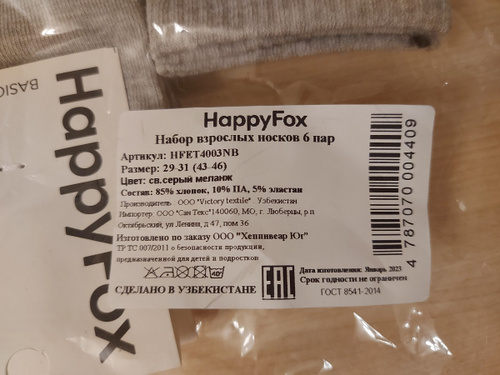 BASIC
HappyFox
HappyFox
Набор взрослых носков 6 пар
Артикул: HFET4003NB
Размер: 29-31 (43-46)
Цвет: св.серый меланж
Состав: 85% хлопок, 10% ПА, 5% эластан
Производитель ООО "Victory textile" Узбекистан
Импортер ООО "Сан Текс"140060, МО, г. Люберцы, р.п
Октябрьский, ул Ленина, д 47, пом 36
Изготовлено по заказу ООО "Хеппивеар Юг"
ТР ТС 007/2011 о безопасности продукции,
предназначенной для детей и подростков
40°
СДЕЛАНО В УЗБЕКИСТАНЕ
EAC
Дата изготовления: Январь 2023
Срок годности не ограничен
ГОСТ 8541-2014
4 787070 004409